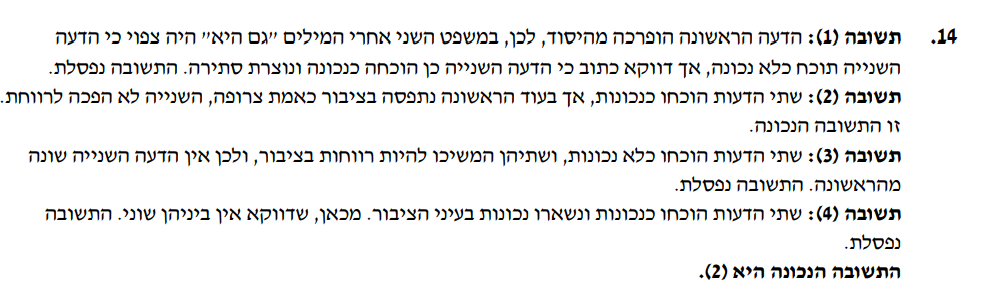 14. תשובה (1): הדעה הראשונה הופרכה מהיסוד, לכן, במשפט השני אחרי המילים "גם היא" היה צפוי כי הדעה
השנייה תוכח כלא נכונה, אך דווקא כתוב כי הדעה השנייה כן הוכחה כנכונה ונוצרת סתירה. התשובה נפסלת.
תשובה (2): שתי הדעות הוכחו כנכונות, אך בעוד הראשונה נתפסה בציבור כאמת צרופה, השנייה לא הפכה לרווחת.
זו התשובה הנכונה.
תשובה (3): שתי הדעות הוכחו כלא נכונות, ושתיהן המשיכו להיות רווחות בציבור, ולכן אין הדעה השנייה שונה
מהראשונה. התשובה נפסלת.
תשובה (4): שתי הדעות הוכחו כנכונות ונשארו נכונות בעיני הציבור. מכאן, שדווקא אין ביניהן שוני. התשובה
נפסלת.
התשובה הנכונה היא (2).